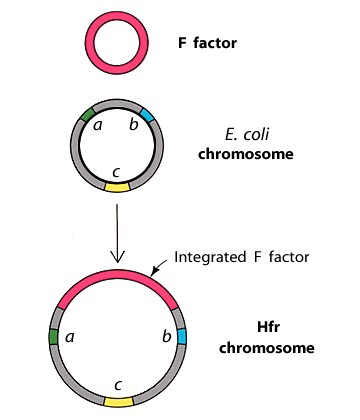 F factor
a b
E. coli
chromosome
c
Integrated F factor
a b
Hfr
chromosome
c